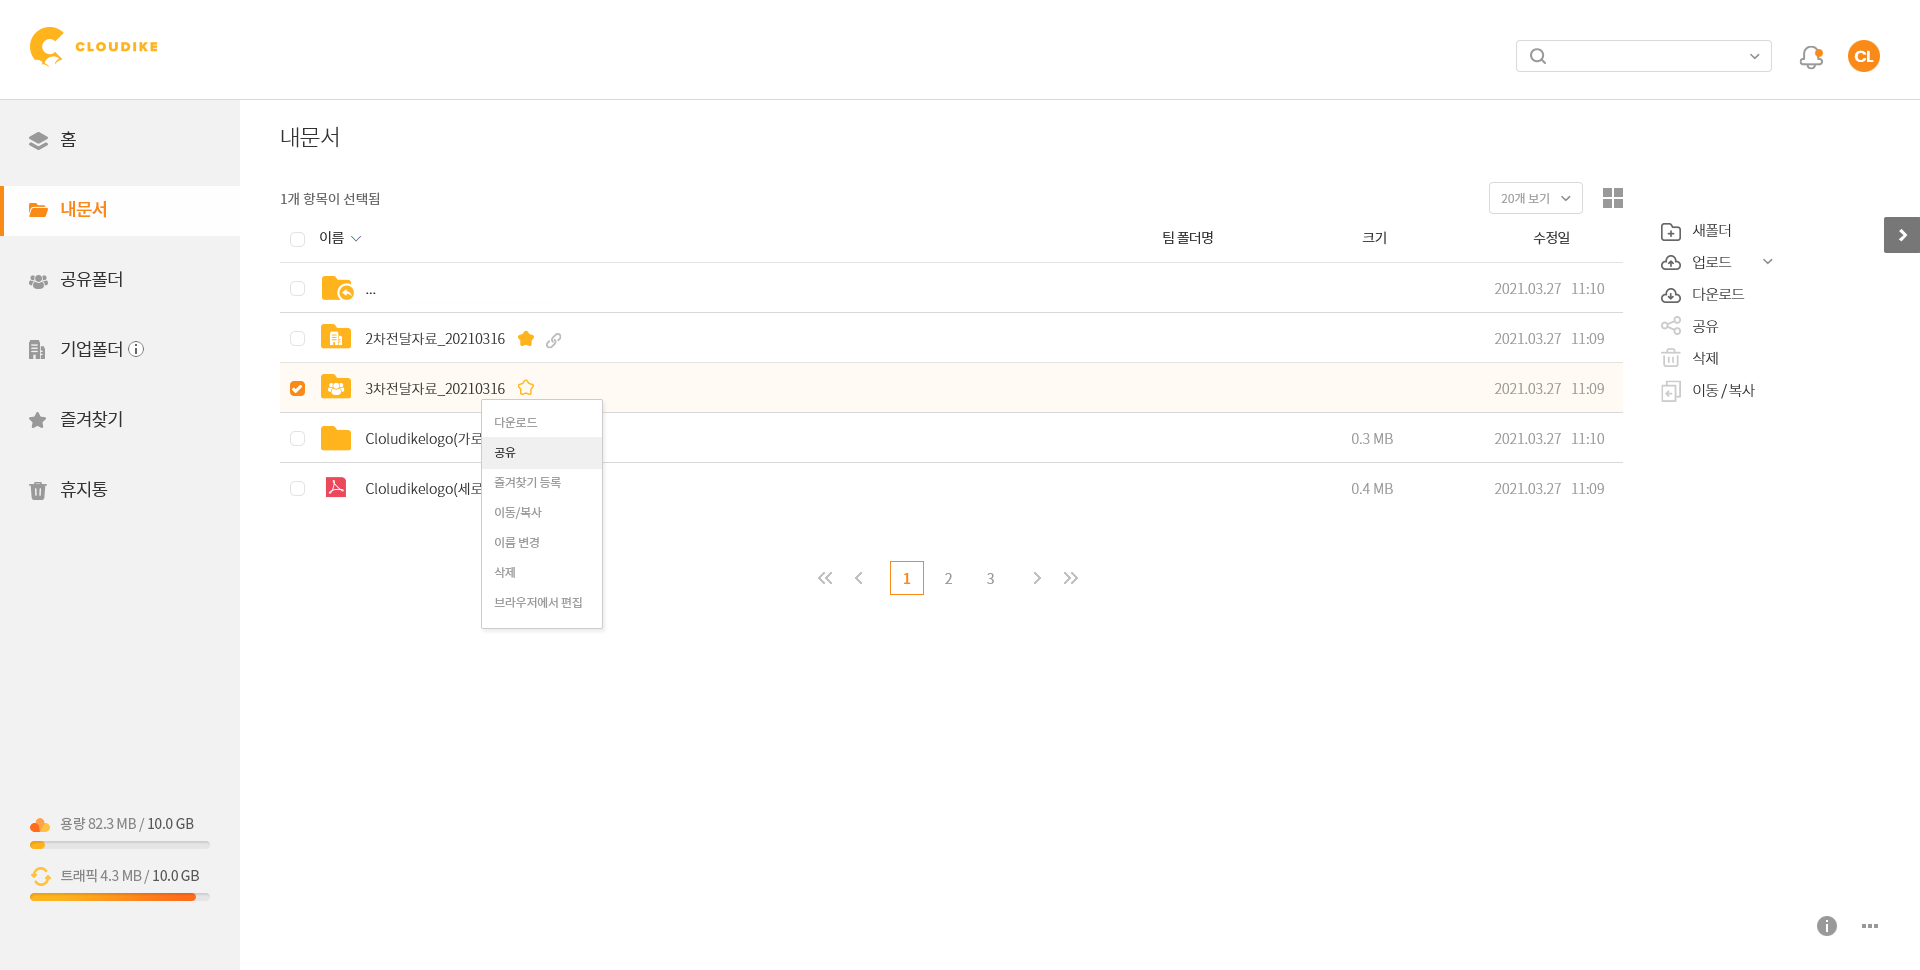 CLOUDIKE
CL
홈
내문서
공유폴더
기업폴더
즐겨찾기
휴지통
용량 82.3 MB / 10.0 GB
트래픽 4.3 MB / 10.0 GB
내문서
1개 항목이 선택됨
20개 보기
이름 팀 폴더명 크기 수정일
... 2021.03.27 11:10
2차전달자료_20210316 2021.03.27 11:09
3차전달자료_20210316 2021.03.27 11:09
Cloludikelogo(가로 0.3 MB 2021.03.27 11:10
Cloludikelogo(세로 0.4 MB 2021.03.27 11:09
다운로드
공유
즐겨찾기 등록
이동/복사
이름 변경
삭제
브라우저에서 편집
1 2 3
새폴더
업로드
다운로드
공유
삭제
이동 / 복사